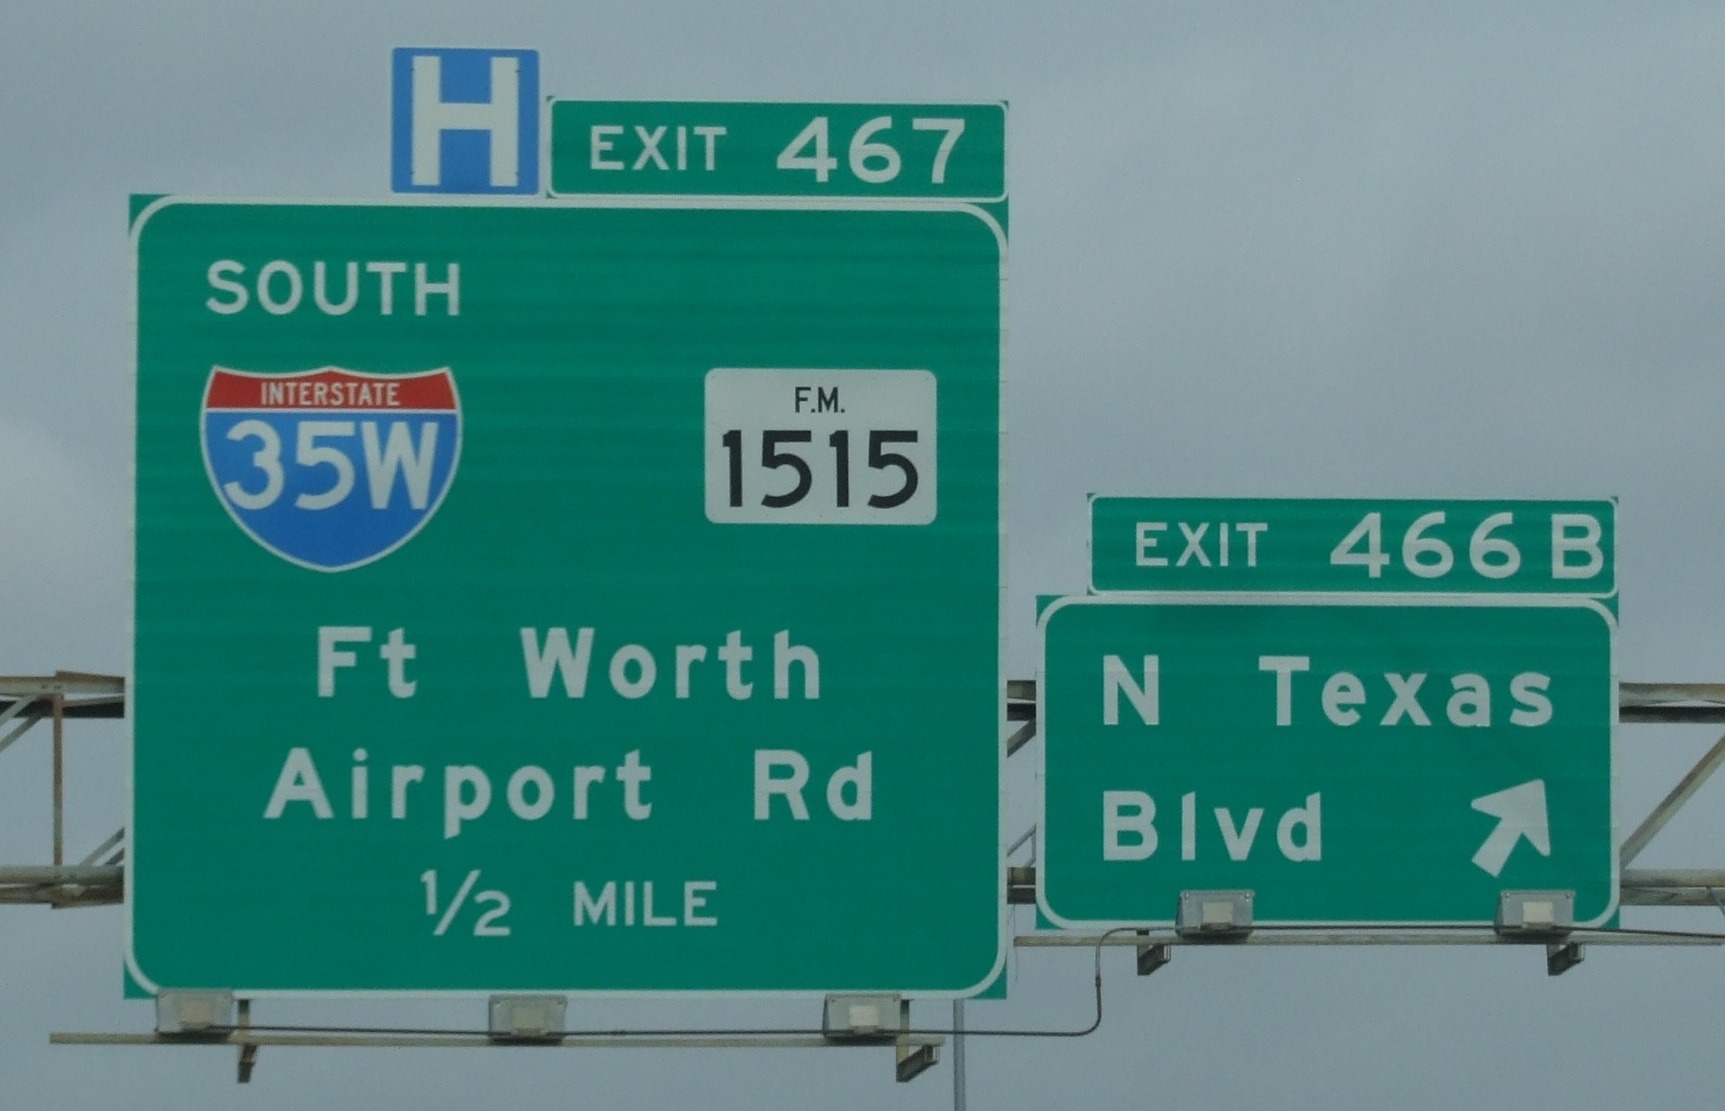 H
EXIT 467
SOUTH
INTERSTATE
35W
F.M.
1515
Ft Worth
Airport Rd
1/2 MILE
EXIT 466 B
N Texas
Blvd